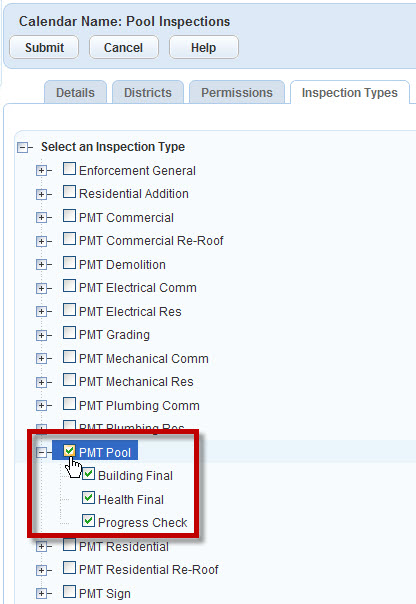 Calendar Name: Pool Inspections
Submit Cancel Help
Details Districts Permissions Inspection Types
Select an Inspection Type
Enforcement General
Residential Addition
PMT Commercial
PMT Commercial Re-Roof
PMT Demolition
PMT Electrical Comm
PMT Electrical Res
PMT Grading
PMT Mechanical Comm
PMT Mechanical Res
PMT Plumbing Comm
PMT Plumbing Res
PMT Pool
Building Final
Health Final
Progress Check
PMT Residential
PMT Residential Re-Roof
PMT Sign